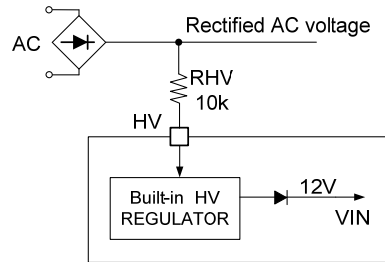 Rectified AC voltage
AC
RHV
10k
HV
Built-in HV
REGULATOR
12V
VIN